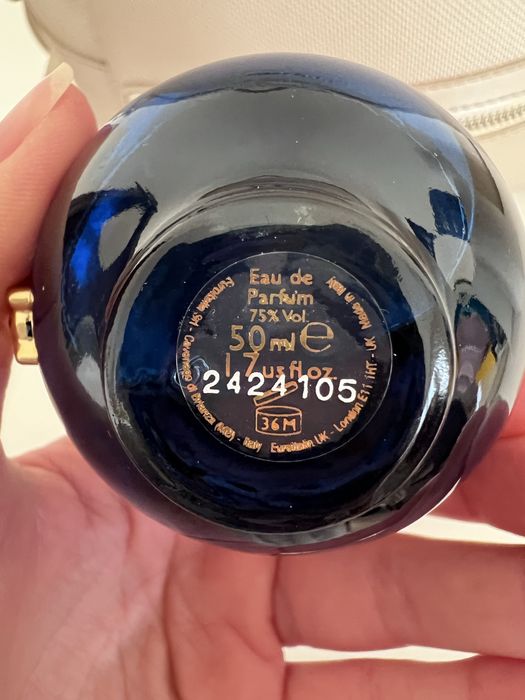 Eau de
Parfum
75% Vol.
50 ml e
1.7 us fl oz
2424105
36M
Euroitalia Srl - Cavenago di Brianza (MB) - Italy Euroitalia UK - London E1 1HT - UK Made in Italy